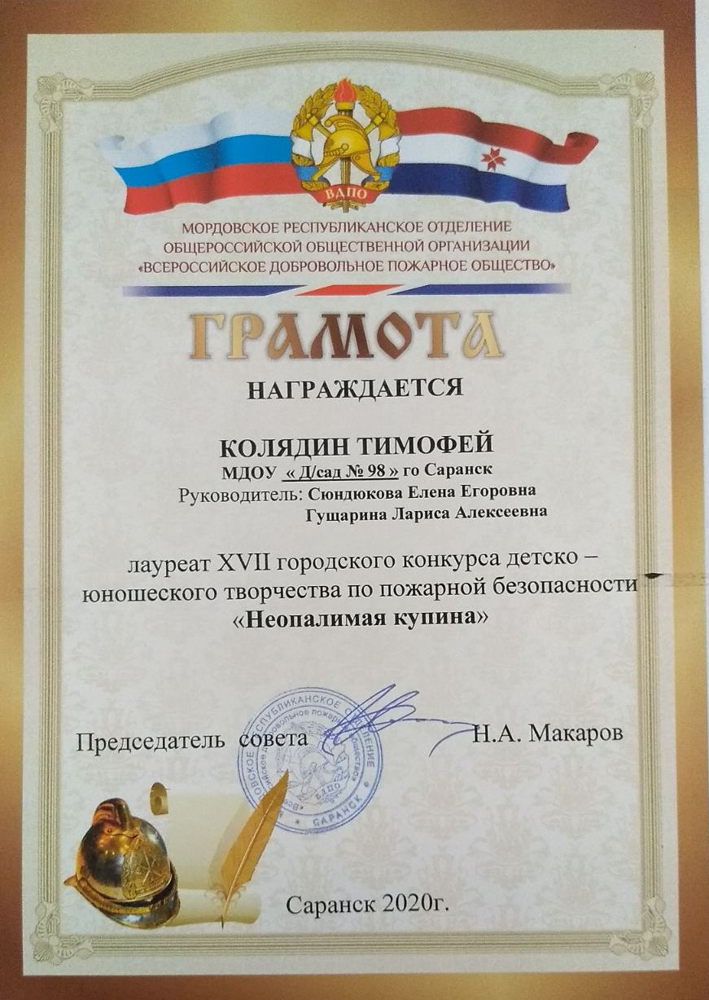 ВДПО
МОРДОВСКОЕ РЕСПУБЛИКАНСКОЕ ОТДЕЛЕНИЕ
ОБЩЕРОССИЙСКОЙ ОБЩЕСТВЕННОЙ ОРГАНИЗАЦИИ
«ВСЕРОССИЙСКОЕ ДОБРОВОЛЬНОЕ ПОЖАРНОЕ ОБЩЕСТВО»
ГРАМОТА
НАГРАЖДАЕТСЯ
КОЛЯДИН ТИМОФЕЙ
МДОУ « Д/сад № 98 » го Саранск
Руководитель: Сюндюкова Елена Егоровна
Гущарина Лариса Алексеевна
лауреат XVII городского конкурса детско –
юношеского творчества по пожарной безопасности
«Неопалимая купина»
Председатель совета Н.А. Макаров
РЕСПУБЛИКАНСКОЕ ОТДЕЛЕНИЕ
ВДПО
* САРАНСК *
Саранск 2020г.